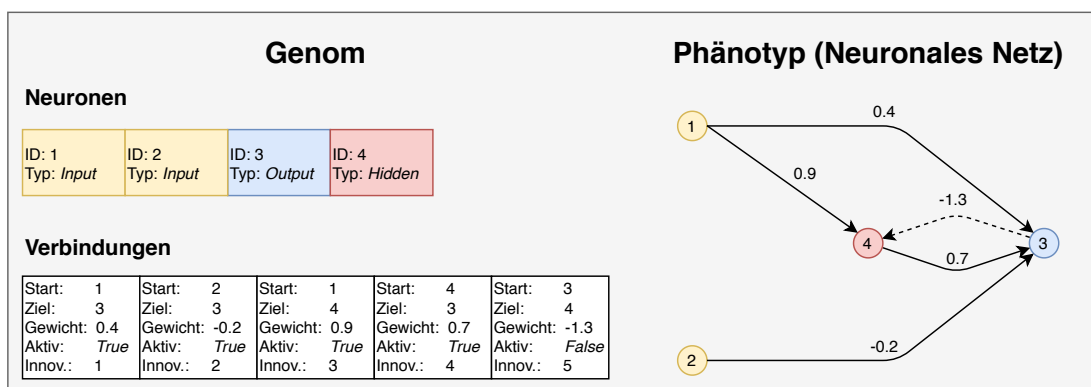 Genom
Neuronen
ID: 1 ID: 2 ID: 3 ID: 4
Typ: Input Typ: Input Typ: Output Typ: Hidden
Verbindungen
Start: 1 Start: 2 Start: 1 Start: 4 Start: 3
Ziel: 3 Ziel: 3 Ziel: 4 Ziel: 3 Ziel: 4
Gewicht: 0.4 Gewicht: -0.2 Gewicht: 0.9 Gewicht: 0.7 Gewicht: -1.3
Aktiv: True Aktiv: True Aktiv: True Aktiv: True Aktiv: False
Innov.: 1 Innov.: 2 Innov.: 3 Innov.: 4 Innov.: 5
Phänotyp (Neuronales Netz)
0.4
1
0.9
-1.3
4
3
0.7
-0.2
2